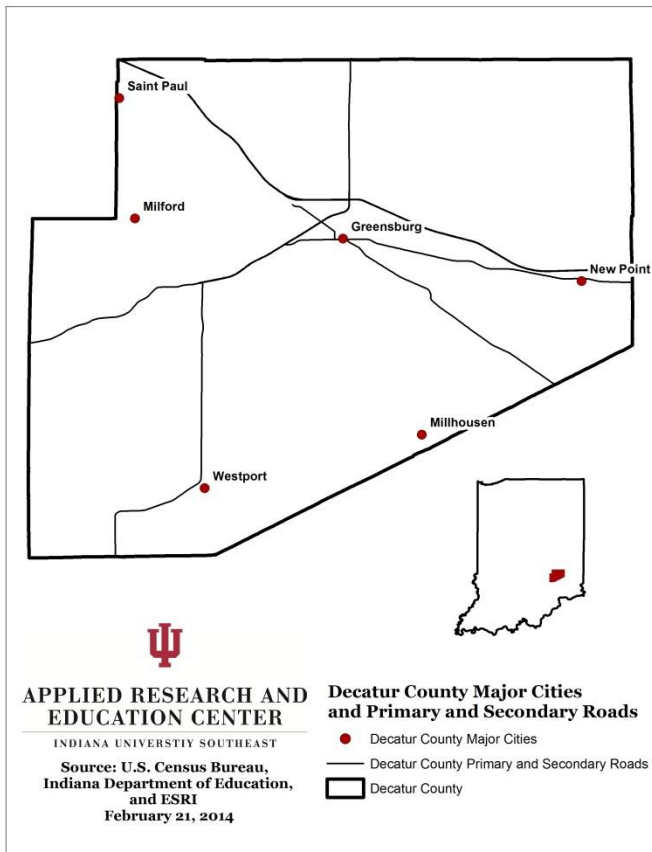 Saint Paul
Milford
Greensburg
New Point
Millhousen
Westport
APPLIED RESEARCH AND
EDUCATION CENTER
INDIANA UNIVERSTIY SOUTHEAST
Source: U.S. Census Bureau,
Indiana Department of Education,
and ESRI
February 21, 2014
Decatur County Major Cities
and Primary and Secondary Roads
Decatur County Major Cities
Decatur County Primary and Secondary Roads
Decatur County